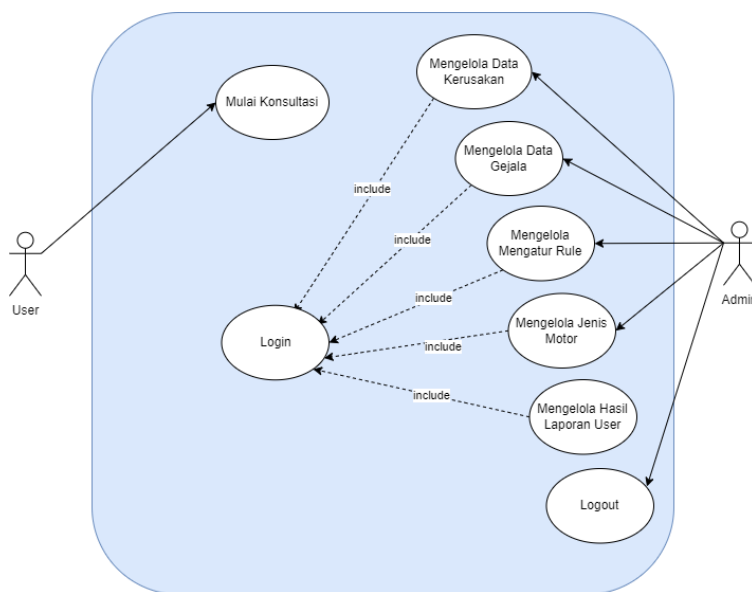 Mengelola Data
Kerusakan
Mulai Konsultasi
Mengelola Data
Gejala
include
include
Mengelola
Mengatur Rule
User
Admin
include
Mengelola Jenis
Motor
Login
include
include
Mengelola Hasil
Laporan User
Logout